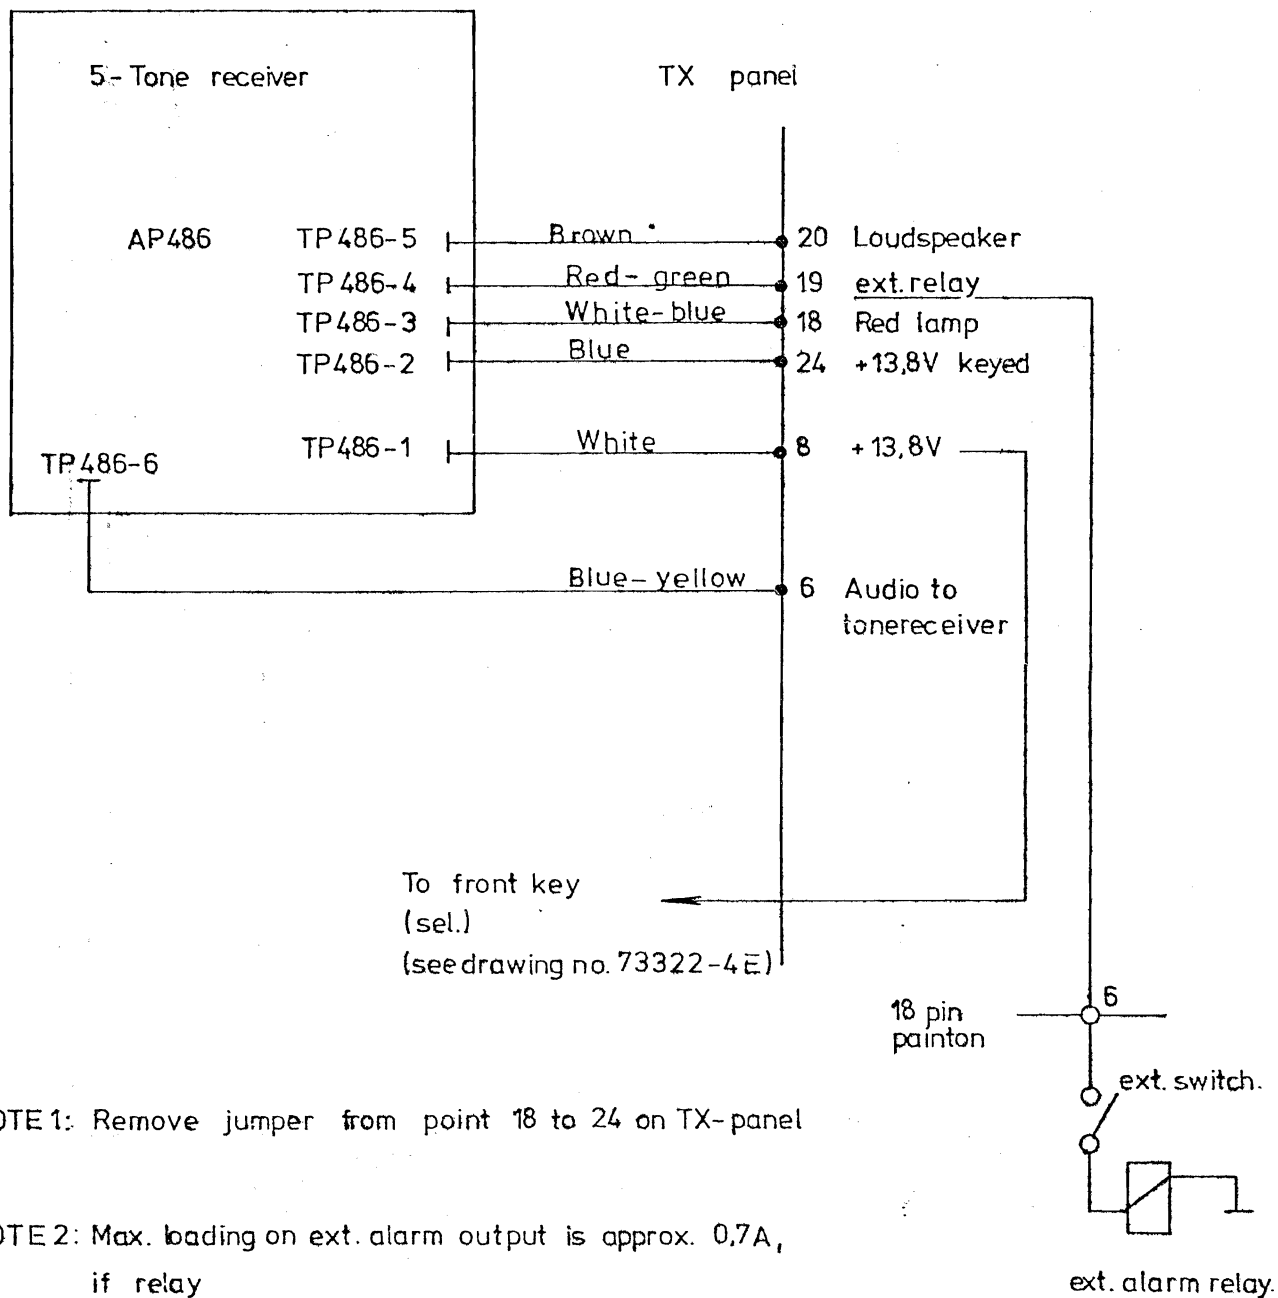 5-Tone receiver
TX panel
AP486
TP486-5
Brown
20 Loudspeaker
TP486-4
Red-green
19 ext. relay
TP486-3
White-blue
18 Red lamp
TP486-2
Blue
24 +13,8V keyed
TP486-1
White
8 +13,8V
TP486-6
Blue-yellow
6 Audio to
tonereceiver
To front key
(sel.)
(see drawing no. 73322-4E)
6
18 pin
painton
ext. switch.
OTE 1: Remove jumper from point 18 to 24 on TX-panel
OTE 2: Max. loading on ext. alarm output is approx. 0,7A,
if relay
ext. alarm relay.